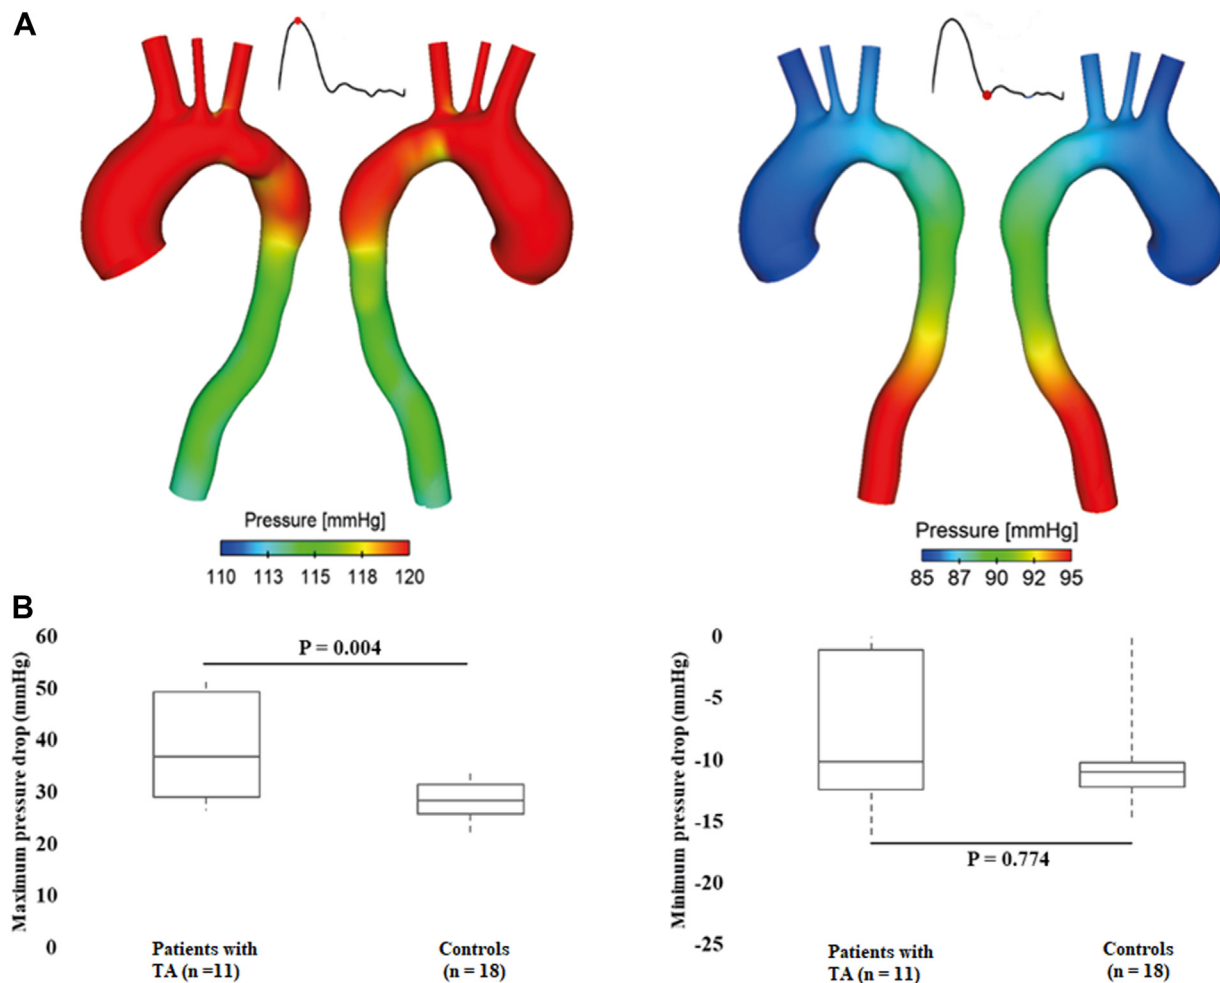 A
Pressure [mmHg]
110 113 115 118 120
Pressure [mmHg]
85 87 90 92 95
B
Maximum pressure drop (mmHg)
60
50
40
30
20
10
0
P = 0.004
Patients with
TA (n =11)
Controls
(n = 18)
Minimum pressure drop (mmHg)
0
-5
-10
-15
-20
-25
P = 0.774
Patients with
TA (n = 11)
Controls
(n = 18)